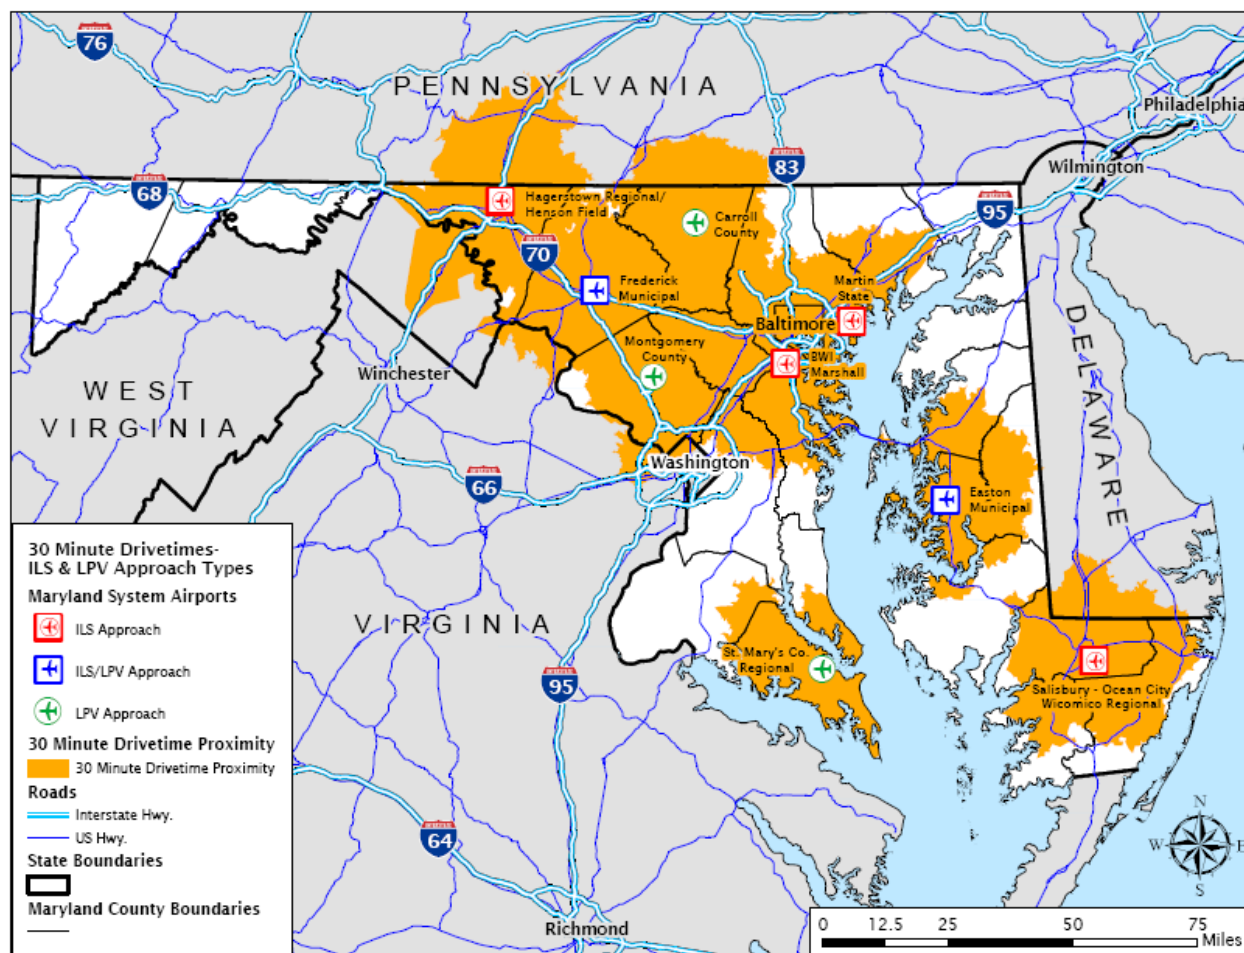 76
PENNSYLVANIA
Philadelphia
83
Wilmington
68
Hagerstown Regional/
Henson Field
95
Carroll
County
70
Frederick
Municipal
Martin
State
DELAWARE
Baltimore
Montgomery
County
BWI
Marshall
Winchester
WEST
VIRGINIA
Washington
66
Easton
Municipal
VIRGINIA
St. Mary's Co.
Regional
95
Salisbury - Ocean City
Wicomico Regional
64
Richmond
30 Minute Drivetimes-
ILS & LPV Approach Types
Maryland System Airports
ILS Approach
ILS/LPV Approach
LPV Approach
30 Minute Drivetime Proximity
30 Minute Drivetime Proximity
Roads
Interstate Hwy.
US Hwy.
State Boundaries
Maryland County Boundaries
N
W E
S
0 12.5 25 50 75
Miles